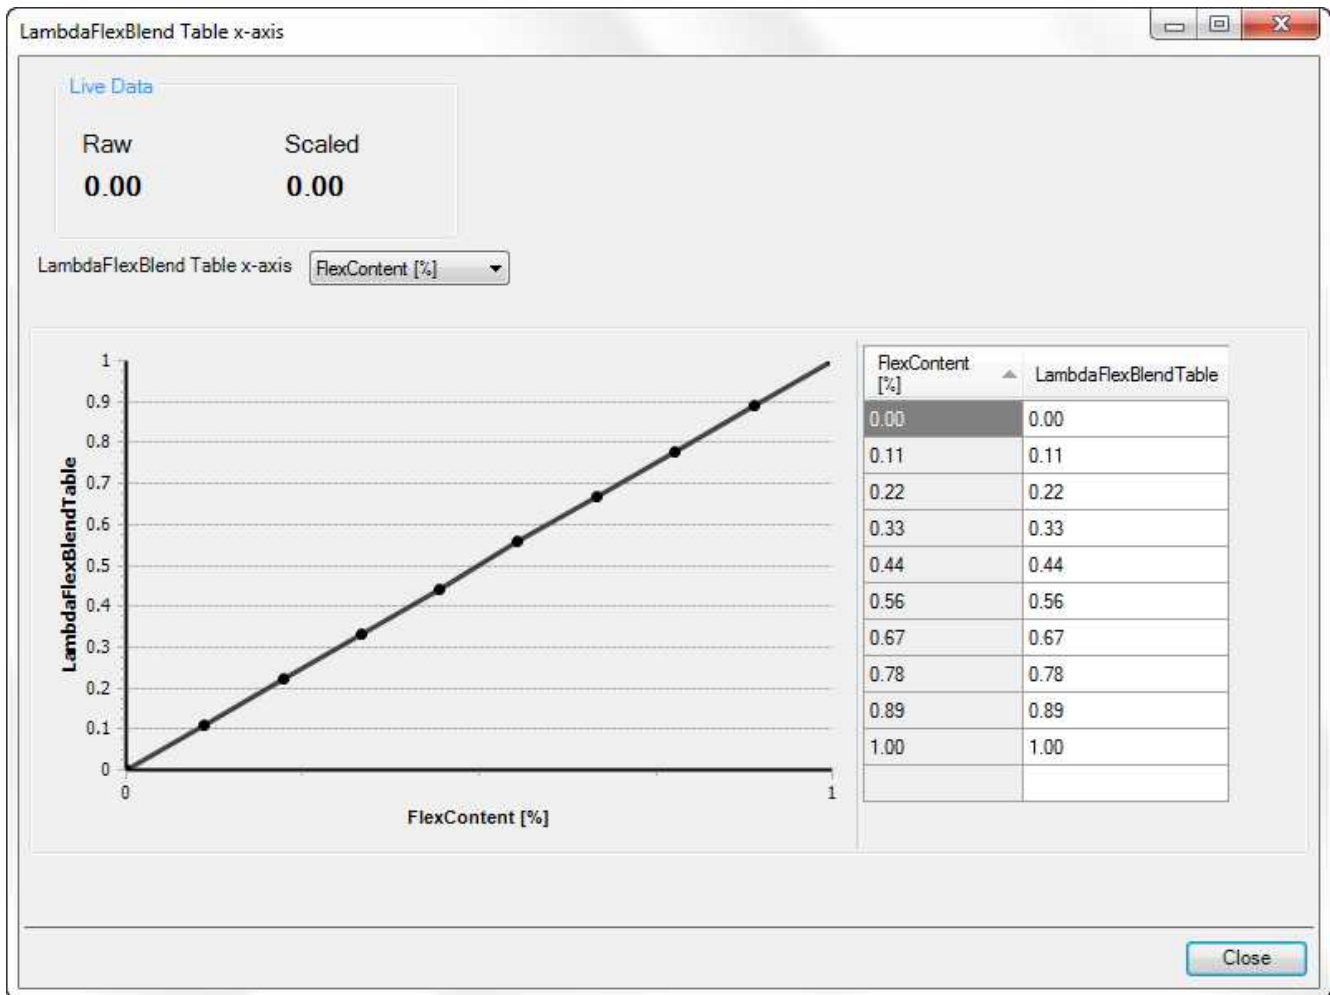 LambdaFlexBlend Table x-axis
Live Data
Raw Scaled
0.00 0.00
LambdaFlexBlend Table x-axis FlexContent [%]
1
0.9
0.8
0.7
0.6
0.5
0.4
0.3
0.2
0.1
0
LambdaFlexBlendTable
0 1
FlexContent [%]
FlexContent
[%] LambdaFlexBlendTable
0.00 0.00
0.11 0.11
0.22 0.22
0.33 0.33
0.44 0.44
0.56 0.56
0.67 0.67
0.78 0.78
0.89 0.89
1.00 1.00
Close